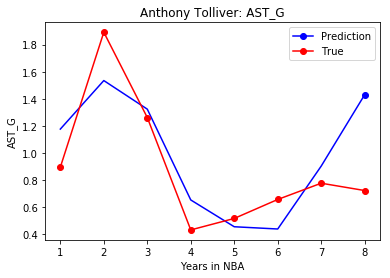 Anthony Tolliver: AST_G
Prediction
True
1.8
1.6
1.4
1.2
1.0
0.8
0.6
0.4
AST_G
1 2 3 4 5 6 7 8
Years in NBA